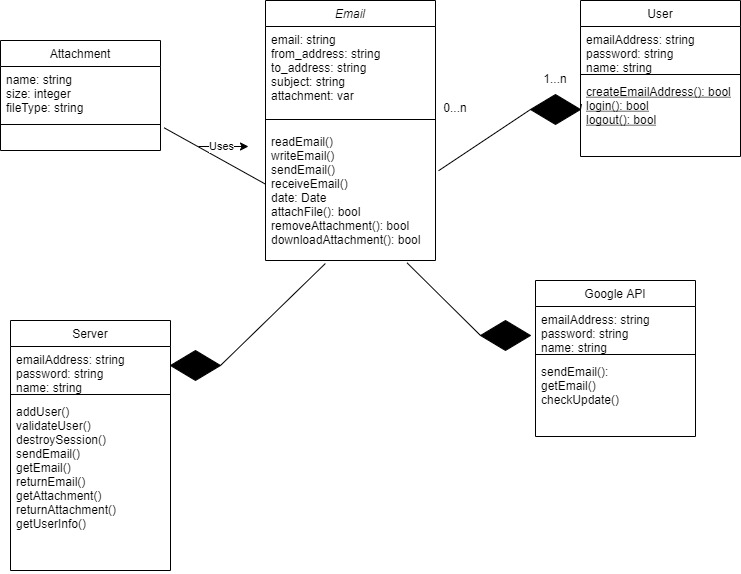 Email
email: string
from_address: string
to_address: string
subject: string
attachment: var
readEmail()
writeEmail()
sendEmail()
receiveEmail()
date: Date
attachFile(): bool
removeAttachment(): bool
downloadAttachment(): bool
User
emailAddress: string
password: string
name: string
createEmailAddress(): bool
login(): bool
logout(): bool
Attachment
name: string
size: integer
fileType: string
Uses
0...n
1...n
Server
emailAddress: string
password: string
name: string
addUser()
validateUser()
destroySession()
sendEmail()
getEmail()
returnEmail()
getAttachment()
returnAttachment()
getUserInfo()
Google API
emailAddress: string
password: string
name: string
sendEmail():
getEmail()
checkUpdate()